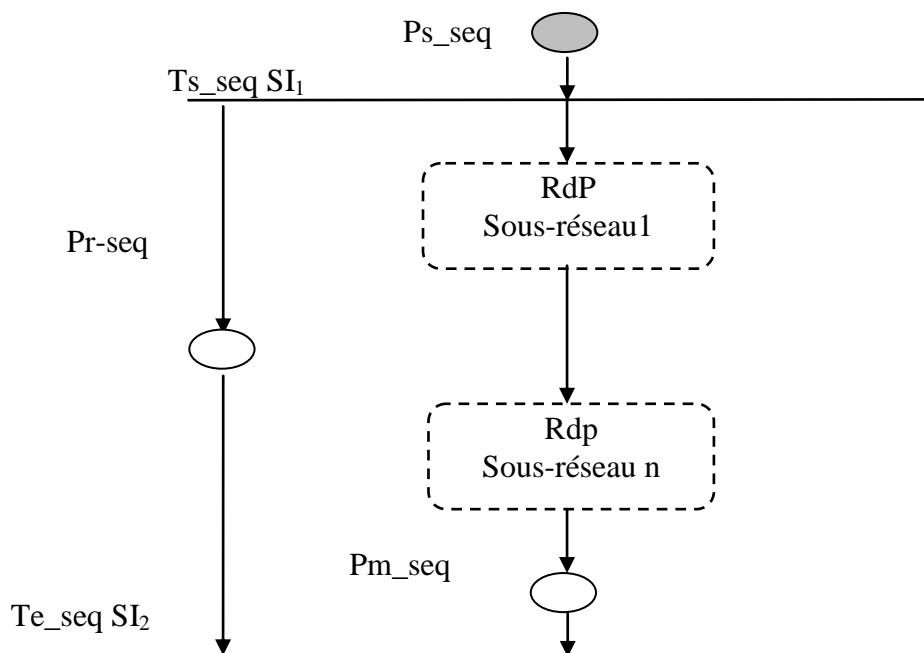 Ps_seq
Ts_seq SI₁
RdP
Sous-réseau1
Pr-seq
Rdp
Sous-réseau n
Pm_seq
Te_seq SI₂